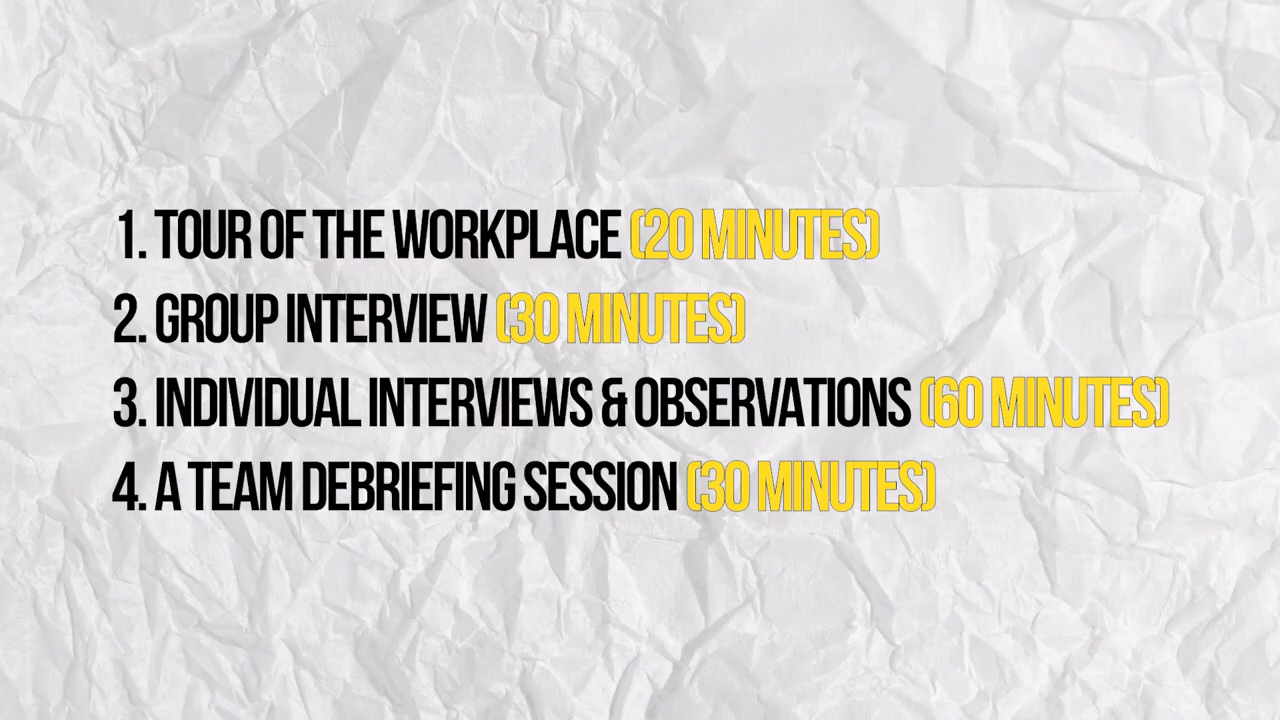 1. TOUR OF THE WORKPLACE (20 MINUTES)
2. GROUP INTERVIEW (30 MINUTES)
3. INDIVIDUAL INTERVIEWS & OBSERVATIONS (60 MINUTES)
4. A TEAM DEBRIEFING SESSION (30 MINUTES)